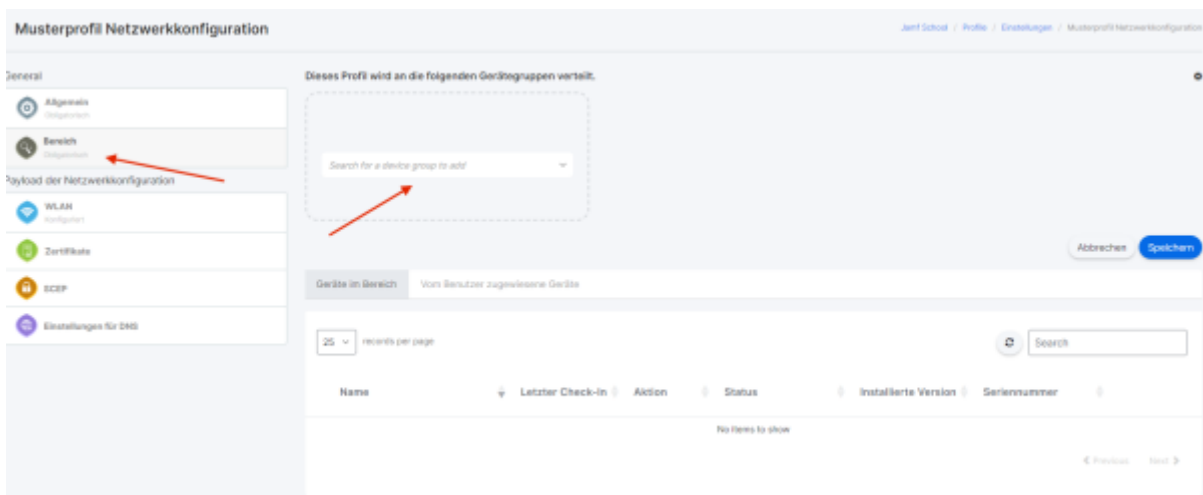 Musterprofil Netzwerkkonfiguration
Jamf School / Profile / Einstellungen / Musterprofil Netzwerkkonfiguration
General
Allgemein
Obligatorisch
Bereich
Obligatorisch
Payload der Netzwerkkonfiguration
WLAN
Konfiguriert
Zertifikate
SCEP
Einstellungen für DNS
Dieses Profil wird an die folgenden Gerätegruppen verteilt.
Search for a device group to add
Abbrechen Speichern
Geräte im Bereich Vom Benutzer zugewiesene Geräte
25 records per page
Search
Name Letzter Check-In Aktion Status Installierte Version Seriennummer
No items to show
Previous Next